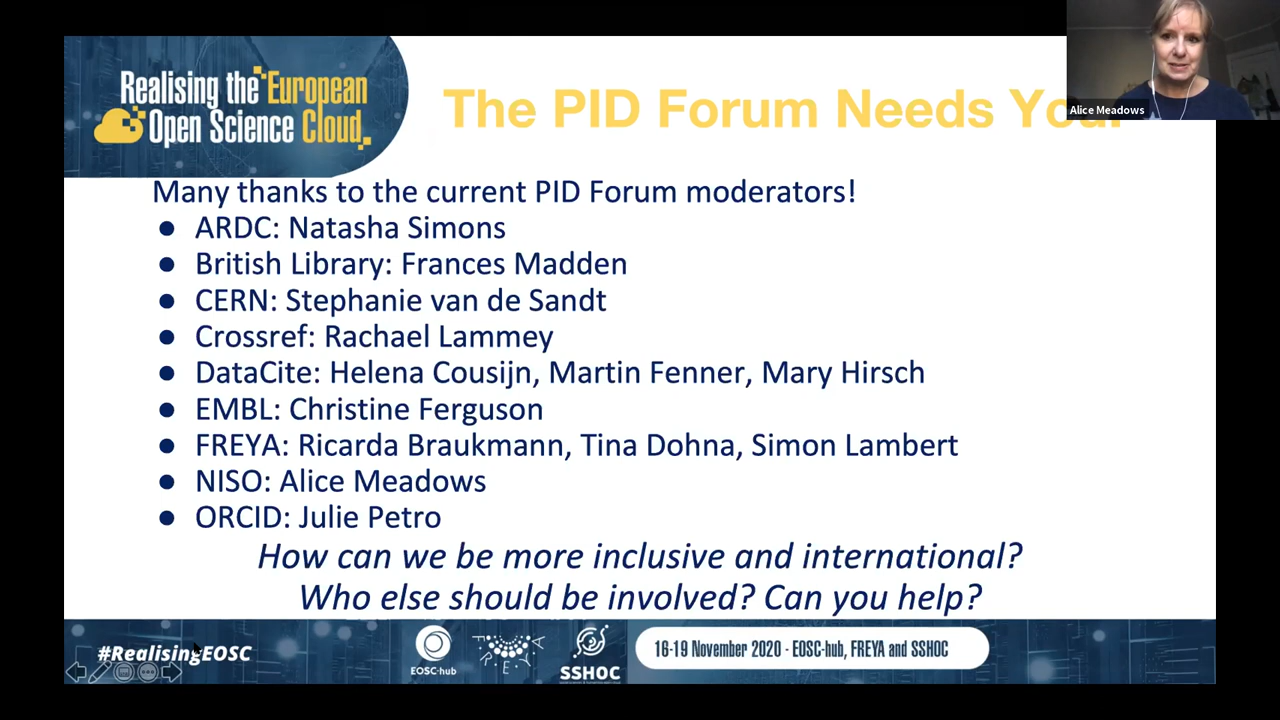 Realising the European
Open Science Cloud
The PID Forum Needs
Alice Meadows
Many thanks to the current PID Forum moderators!
● ARDC: Natasha Simons
● British Library: Frances Madden
● CERN: Stephanie van de Sandt
● Crossref: Rachael Lammey
● DataCite: Helena Cousijn, Martin Fenner, Mary Hirsch
● EMBL: Christine Ferguson
● FREYA: Ricarda Braukmann, Tina Dohna, Simon Lambert
● NISO: Alice Meadows
● ORCID: Julie Petro
How can we be more inclusive and international?
Who else should be involved? Can you help?
#RealisingEOSC
EOSC-hub
FREYA
SSHOC
16-19 November 2020 - EOSC-hub, FREYA and SSHOC